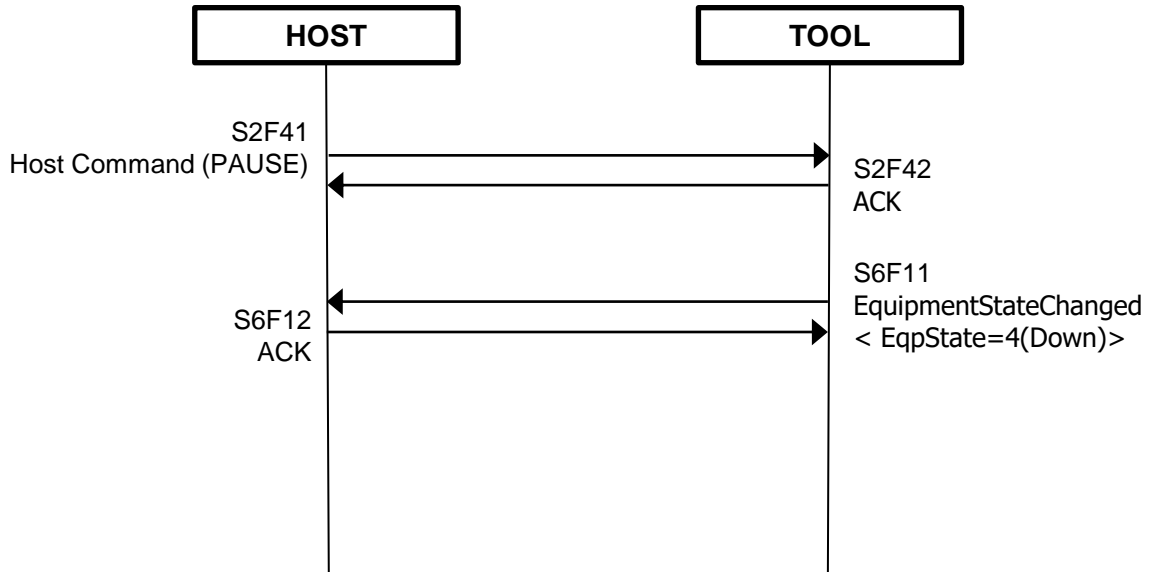 HOST
TOOL
S2F41
Host Command (PAUSE)
S2F42
ACK
S6F11
EquipmentStateChanged
< EqpState=4(Down)>
S6F12
ACK